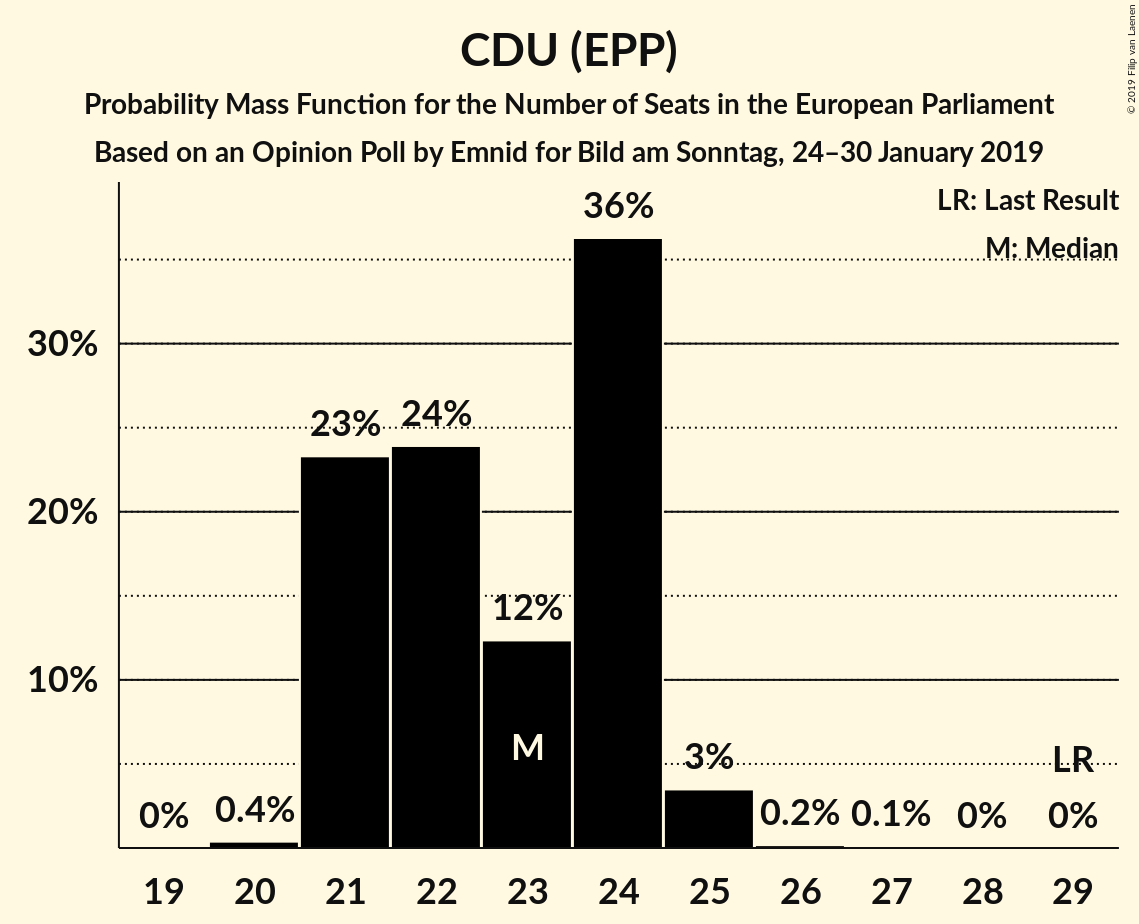 CDU (EPP)
Probability Mass Function for the Number of Seats in the European Parliament
Based on an Opinion Poll by Emnid for Bild am Sonntag, 24–30 January 2019
© 2019 Filip van Laenen
LR: Last Result
M: Median
36%
30%
23%
24%
20%
12%
10%
M
3%
LR
0%
0.4%
0.2%
0.1%
0%
0%
19 20 21 22 23 24 25 26 27 28 29